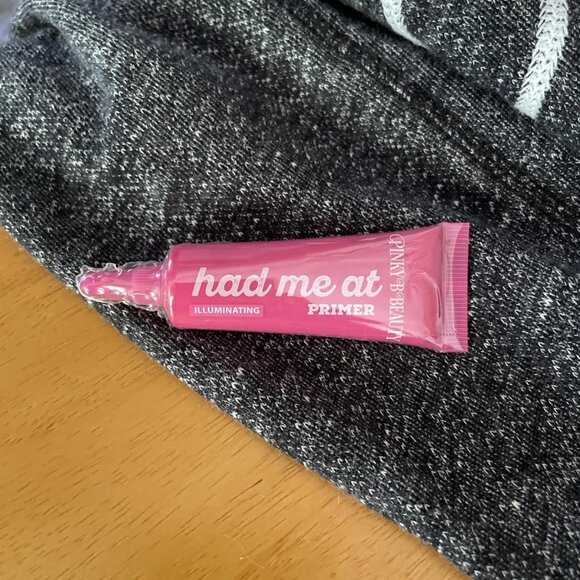 had me at
ILLUMINATING
PRIMER
PINKY B BEAUTY